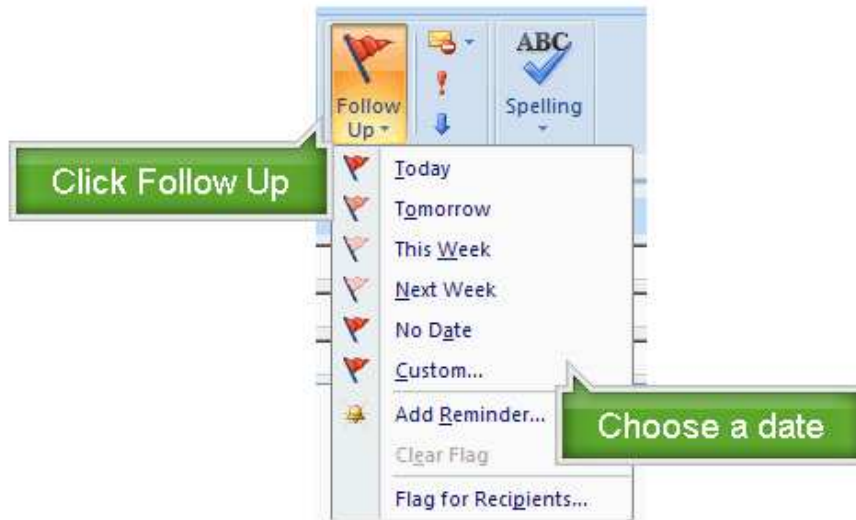 ABC
Follow
Up
Spelling
Click Follow Up
Today
Tomorrow
This Week
Next Week
No Date
Custom...
Add Reminder...
Choose a date
Clear Flag
Flag for Recipients...